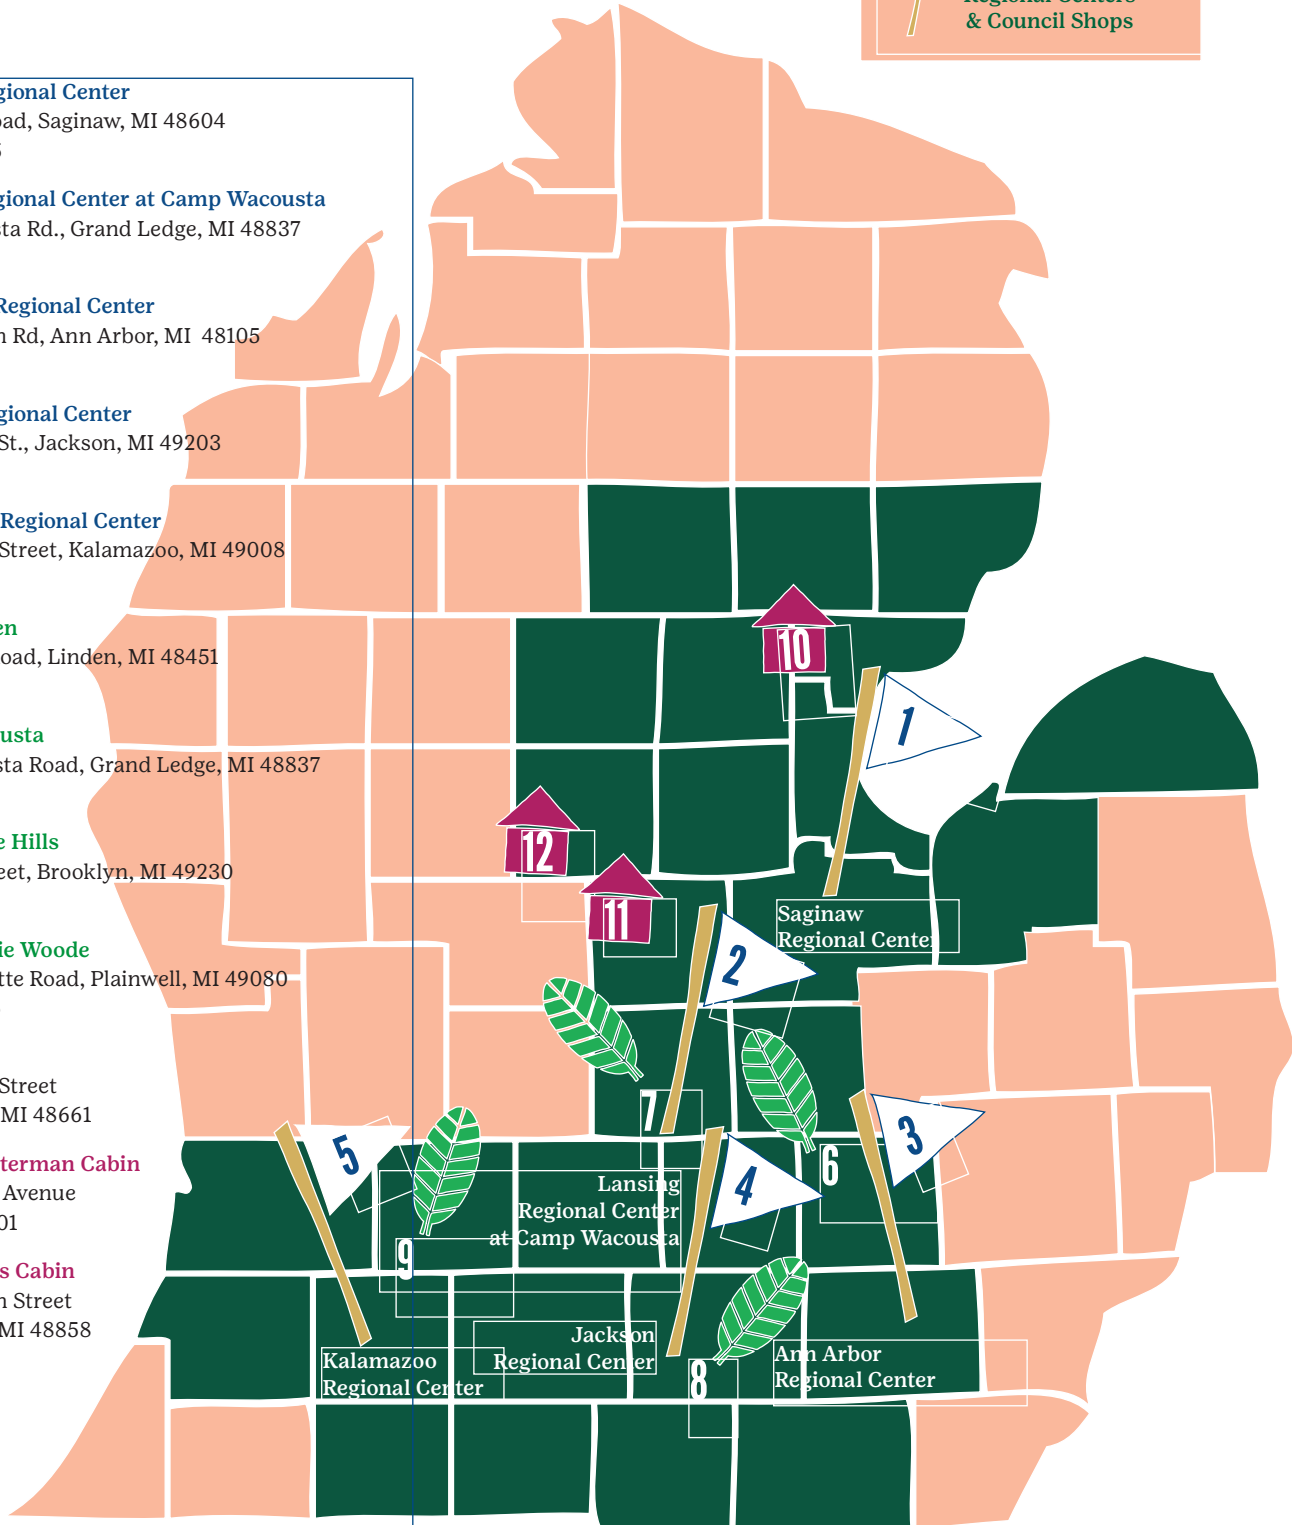 Regional Centers
& Council Shops
gional Center
oad, Saginaw, MI 48604
gional Center at Camp Wacousta
sta Rd., Grand Ledge, MI 48837
Regional Center
n Rd, Ann Arbor, MI 48105
gional Center
St., Jackson, MI 49203
Regional Center
Street, Kalamazoo, MI 49008
en
oad, Linden, MI 48451
usta
sta Road, Grand Ledge, MI 48837
e Hills
eet, Brooklyn, MI 49230
ie Woode
tte Road, Plainwell, MI 49080
Street
MI 48661
terman Cabin
Avenue
01
s Cabin
n Street
MI 48858
10
1
12
11
2
Saginaw
Regional Center
7
3
5
6
4
Lansing
Regional Center
at Camp Wacousta
9
Jackson
Regional Center
Kalamazoo
Regional Center
8
Ann Arbor
Regional Center